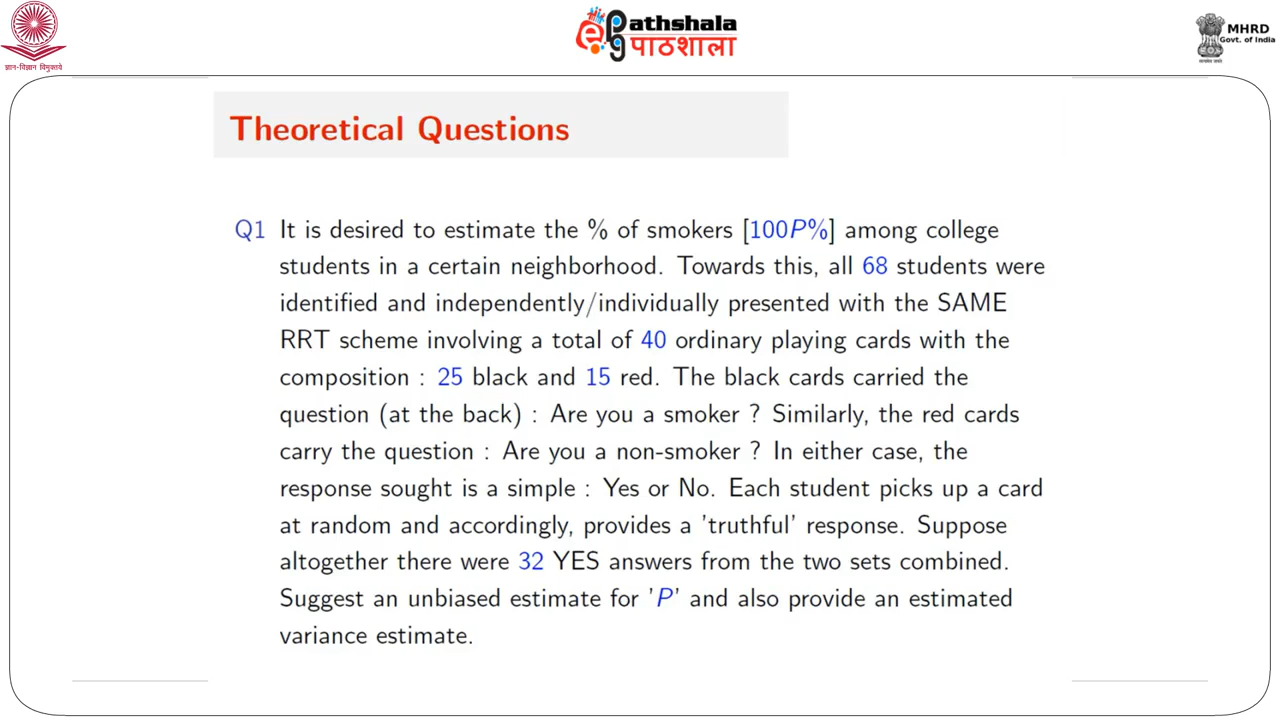 ज्ञान-विज्ञान विमुक्तये
ePG Pathshala
पाठशाला
MHRD
Govt. of India
सत्यमेव जयते
Theoretical Questions
Q1 It is desired to estimate the % of smokers [100P%] among college
students in a certain neighborhood. Towards this, all 68 students were
identified and independently/individually presented with the SAME
RRT scheme involving a total of 40 ordinary playing cards with the
composition : 25 black and 15 red. The black cards carried the
question (at the back) : Are you a smoker ? Similarly, the red cards
carry the question : Are you a non-smoker ? In either case, the
response sought is a simple : Yes or No. Each student picks up a card
at random and accordingly, provides a 'truthful' response. Suppose
altogether there were 32 YES answers from the two sets combined.
Suggest an unbiased estimate for 'P' and also provide an estimated
variance estimate.